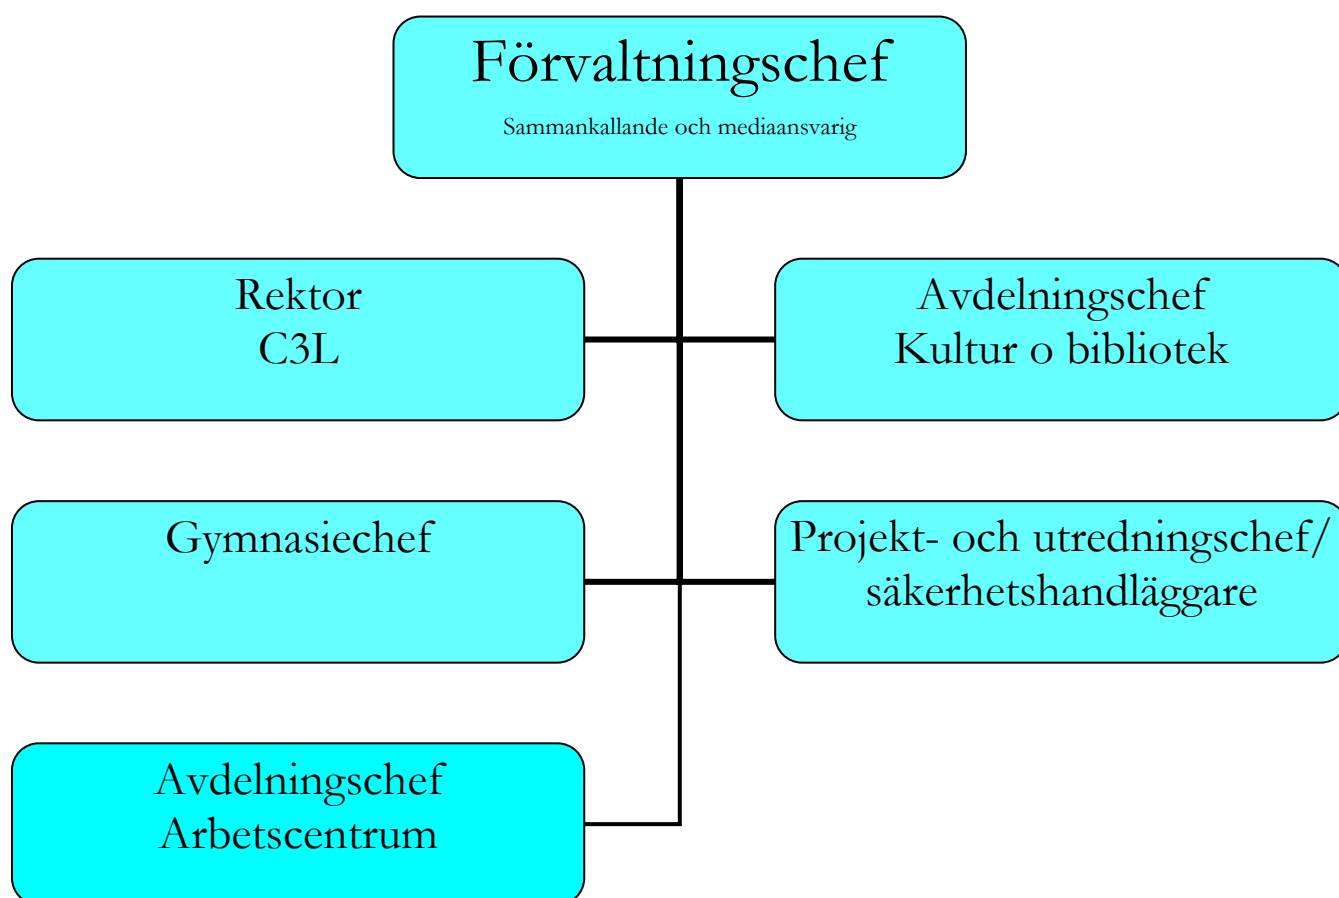 Förvaltningschef
Sammankallande och mediaansvarig
Rektor
C3L
Avdelningschef
Kultur o bibliotek
Gymnasiechef
Projekt- och utredningschef/
säkerhetshandläggare
Avdelningschef
Arbetscentrum